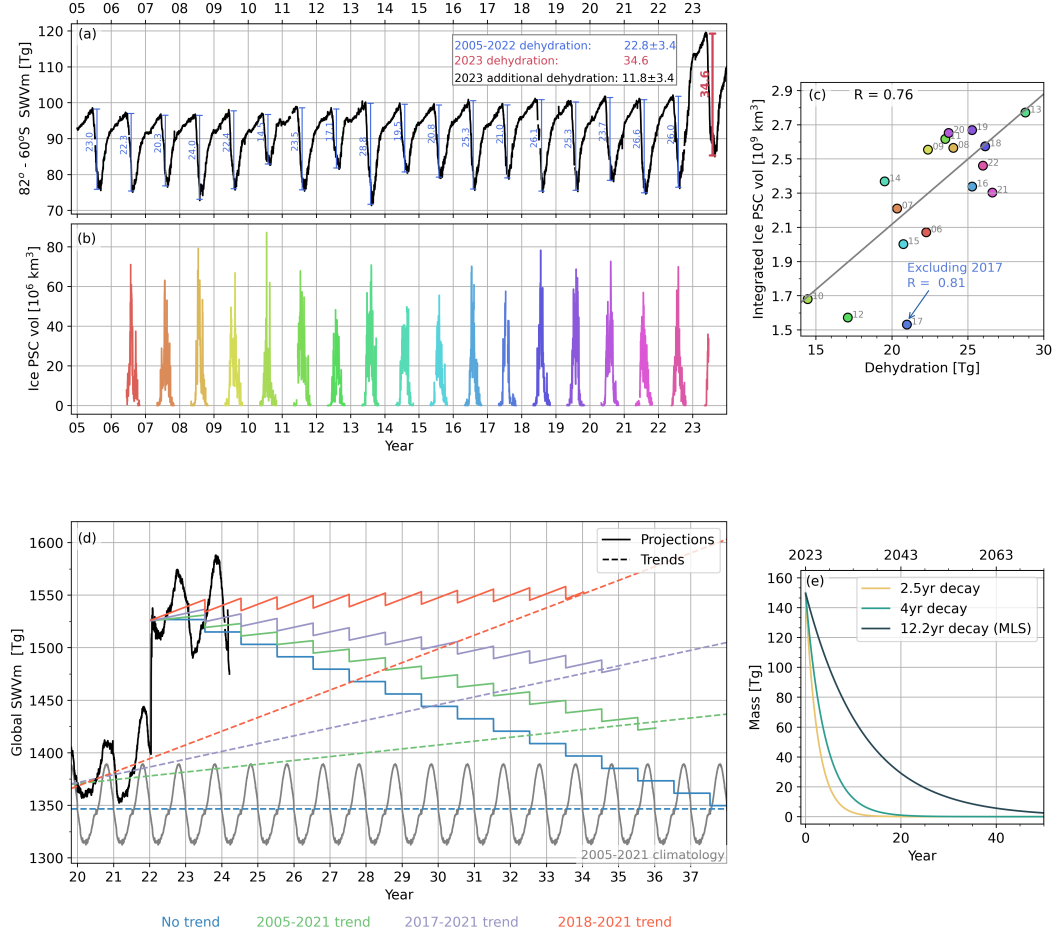 05 06 07 08 09 10 11 12 13 14 15 16 17 18 19 20 21 22 23
(a)
82° - 60°S SWVm [Tg]
120
110
100
90
80
70
2005-2022 dehydration: 22.8±3.4
2023 dehydration: 34.6
2023 additional dehydration: 11.8±3.4
23.0 22.3 20.3 24.0 22.4 14.5 23.5 17.1 28.8 19.5 20.8 25.3 21.0 26.1 25.3 23.7 26.6 26.0 34.6
(b)
Ice PSC vol [10⁶ km³]
80
60
40
20
0
05 06 07 08 09 10 11 12 13 14 15 16 17 18 19 20 21 22 23
Year
(c)
R = 0.76
Integrated Ice PSC vol [10⁹ km³]
2.9
2.7
2.5
2.3
2.1
1.9
1.7
1.5
13
20 19
11
09 08 18
22
14 16 21
07
06
15
Excluding 2017
R = 0.81
10
12 17
15 20 25 30
Dehydration [Tg]
(d)
Global SWVm [Tg]
1600
1550
1500
1450
1400
1350
1300
Projections
Trends
2005-2021 climatology
20 21 22 23 24 25 26 27 28 29 30 31 32 33 34 35 36 37
Year
No trend 2005-2021 trend 2017-2021 trend 2018-2021 trend
2023 2043 2063
(e)
Mass [Tg]
160
140
120
100
80
60
40
20
0
2.5yr decay
4yr decay
12.2yr decay (MLS)
0 20 40
Year